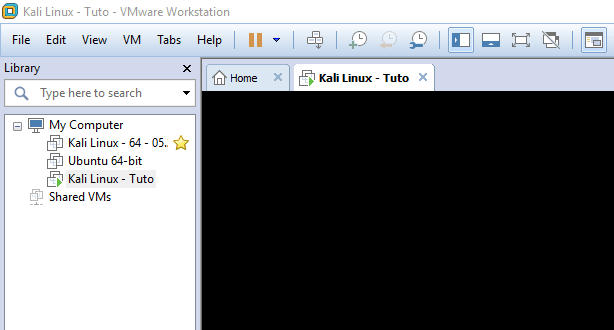 Kali Linux - Tuto - VMware Workstation
File Edit View VM Tabs Help
Library
Type here to search
My Computer
Kali Linux - 64 - 05..
Ubuntu 64-bit
Kali Linux - Tuto
Shared VMs
Home
Kali Linux - Tuto